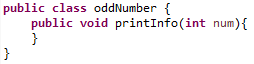 public class oddNumber {
    public void printInfo(int num){
    }
}